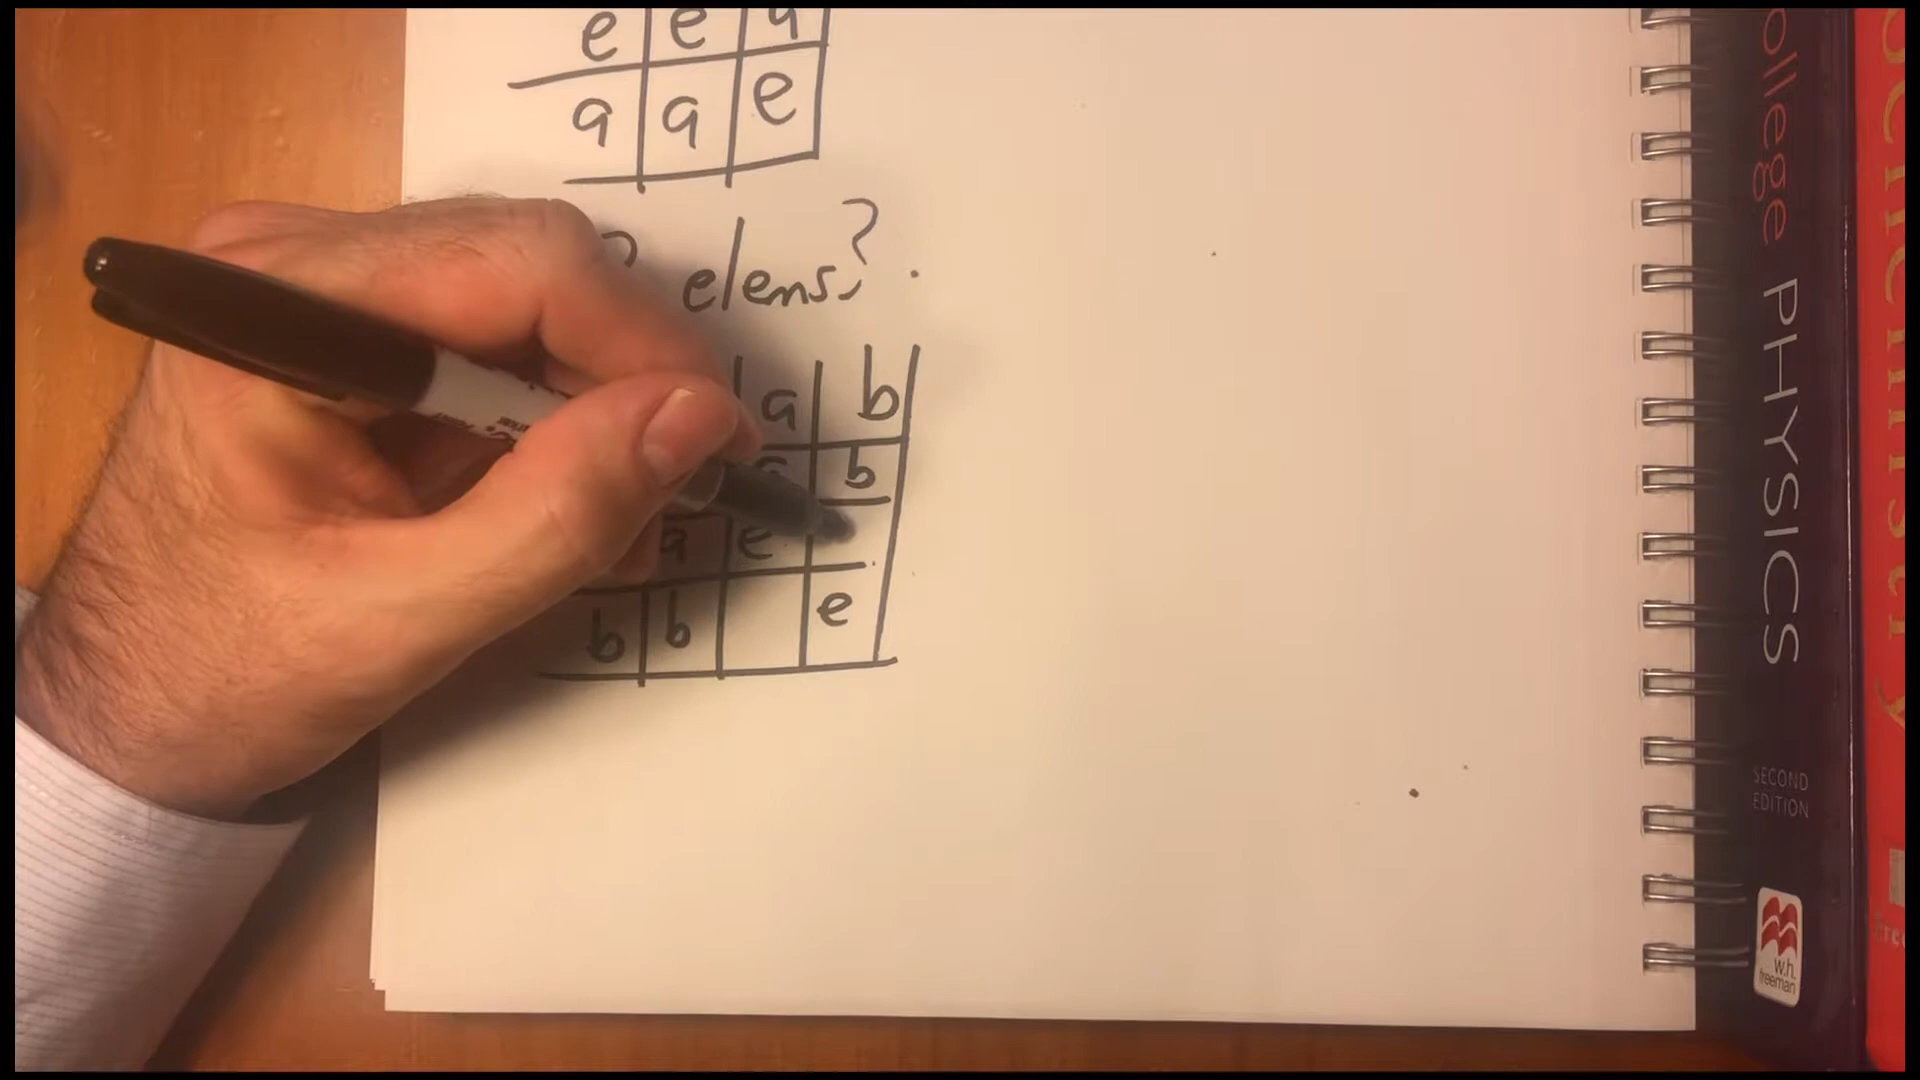 e e a
a a e
elens?
a b
a b
a e
b b e
ollege PHYSICS
SECOND
EDITION
w.h.
freeman